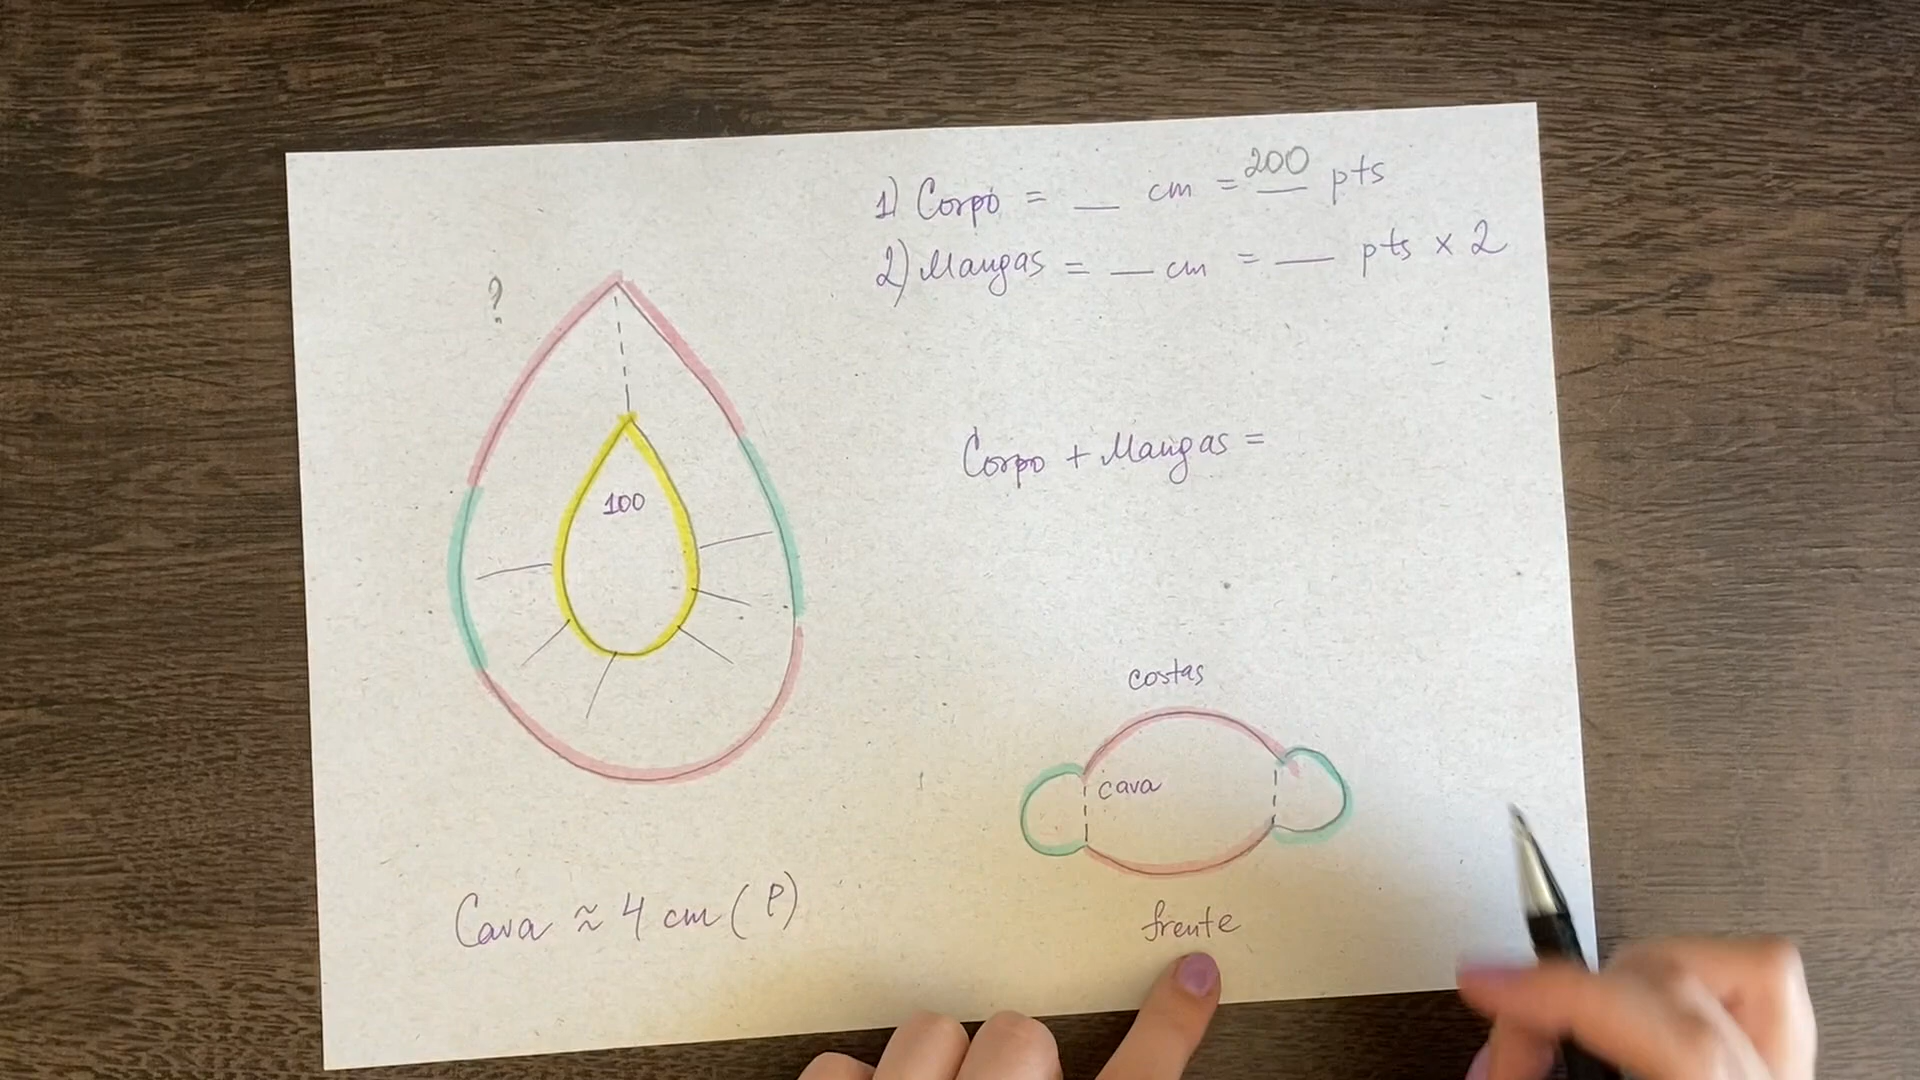 1) Corpo = __ cm = 200 pts
2) Mangas = __ cm = __ pts x 2
?
Corpo + Mangas =
100
costas
cava
Cava ≈ 4 cm (P)
frente